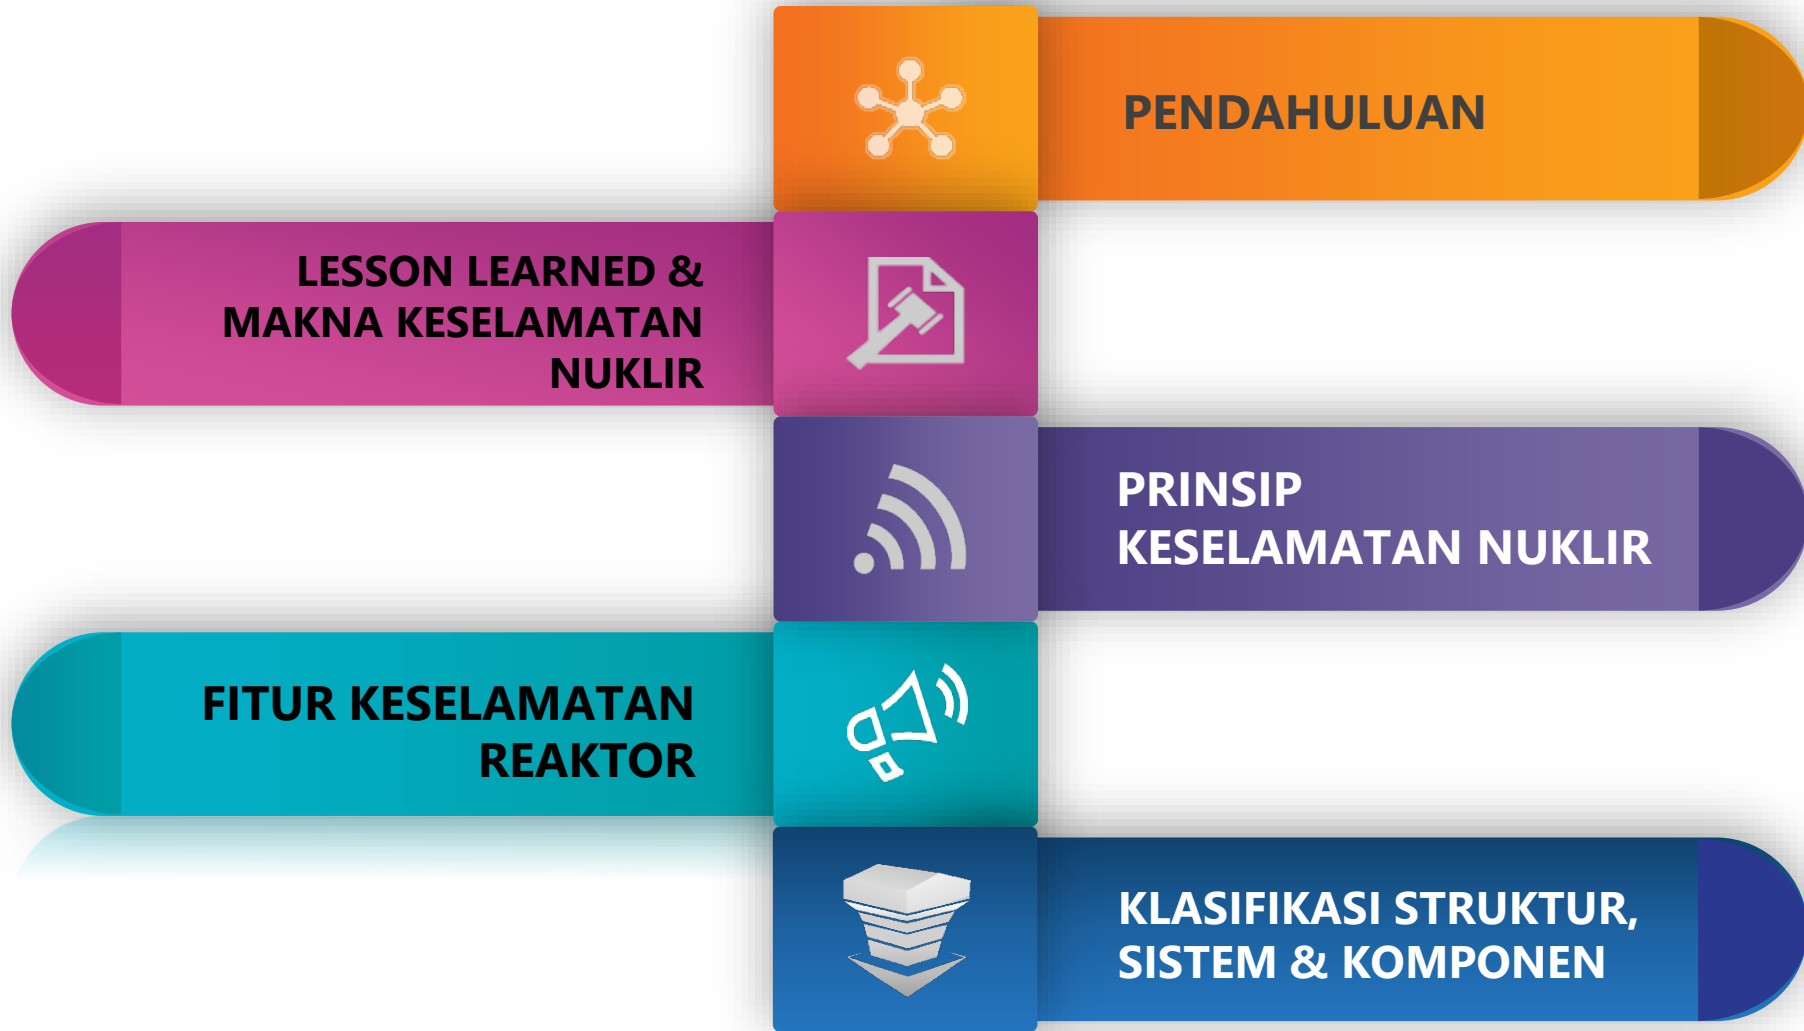 PENDAHULUAN
LESSON LEARNED &
MAKNA KESELAMATAN
NUKLIR
PRINSIP
KESELAMATAN NUKLIR
FITUR KESELAMATAN
REAKTOR
KLASIFIKASI STRUKTUR,
SISTEM & KOMPONEN